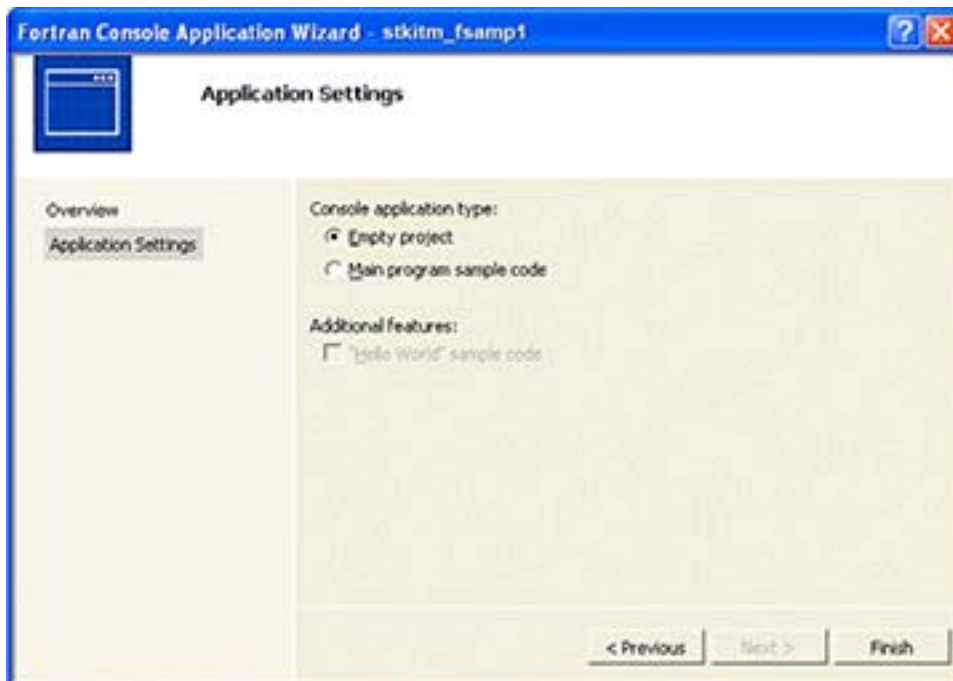 Fortran Console Application Wizard - stkitm_fsamp1
Application Settings
Overview
Application Settings
Console application type:
Empty project
Main program sample code
Additional features:
"Hello World" sample code
< Previous
Next >
Finish